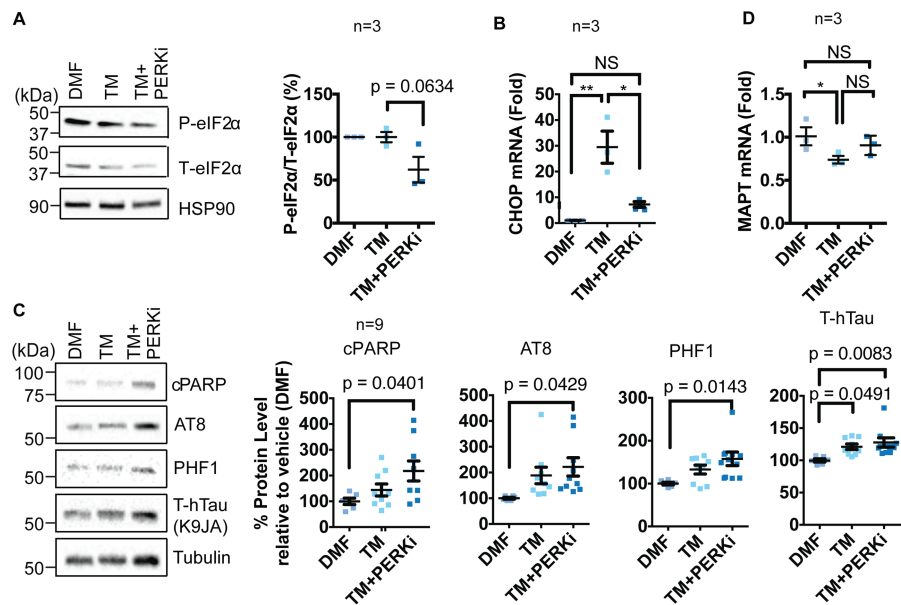 A
DMF
TM
TM+
PERKi
(kDa)
50
37
P-eIF2α
50
37
T-eIF2α
90
HSP90
n=3
p = 0.0634
P-eIF2α/T-eIF2α (%)
150
100
50
0
DMF
TM
TM+PERKi
B
n=3
NS
**
*
CHOP mRNA (Fold)
50
40
30
20
10
0
DMF
TM
TM+PERKi
D
n=3
NS
*
NS
MAPT mRNA (Fold)
1.5
1.0
0.5
0.0
DMF
TM
TM+PERKi
C
DMF
TM
TM+
PERKi
(kDa)
100
75
cPARP
50
AT8
50
PHF1
50
T-hTau
(K9JA)
50
Tubulin
n=9
cPARP
p = 0.0401
% Protein Level
relative to vehicle (DMF)
500
400
300
200
100
0
DMF
TM
TM+PERKi
AT8
p = 0.0429
500
400
300
200
100
0
DMF
TM
TM+PERKi
PHF1
p = 0.0143
300
200
100
0
DMF
TM
TM+PERKi
T-hTau
p = 0.0083
p = 0.0491
200
150
100
50
0
DMF
TM
TM+PERKi